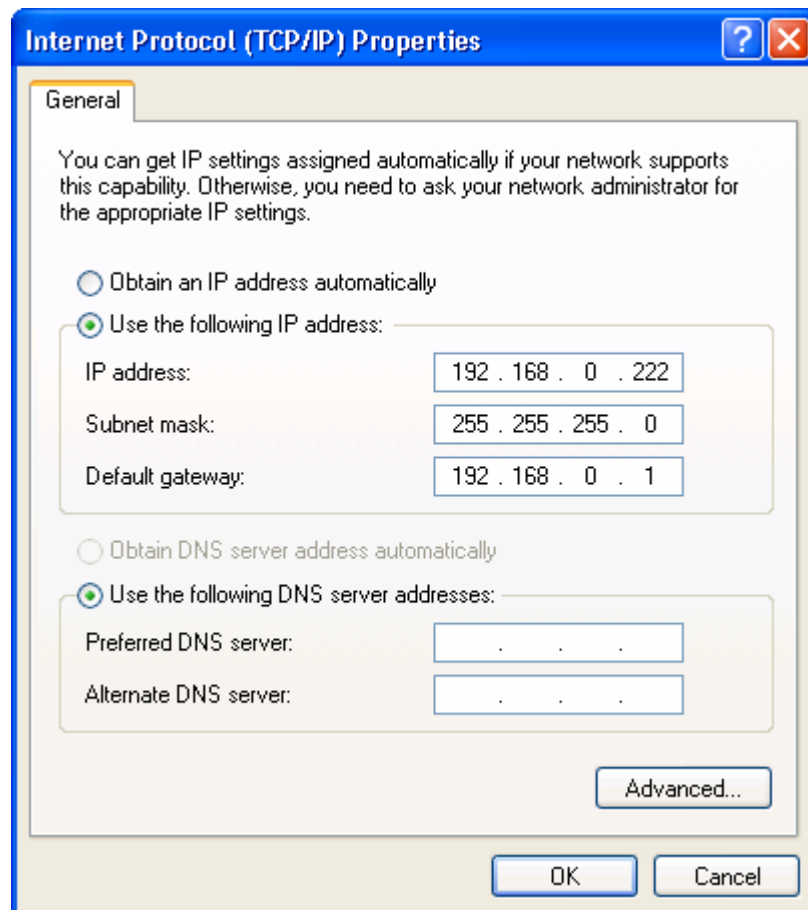 Internet Protocol (TCP/IP) Properties
General
You can get IP settings assigned automatically if your network supports
this capability. Otherwise, you need to ask your network administrator for
the appropriate IP settings.
Obtain an IP address automatically
Use the following IP address:
IP address: 192 . 168 . 0 . 222
Subnet mask: 255 . 255 . 255 . 0
Default gateway: 192 . 168 . 0 . 1
Obtain DNS server address automatically
Use the following DNS server addresses:
Preferred DNS server: . . .
Alternate DNS server: . . .
Advanced...
OK Cancel